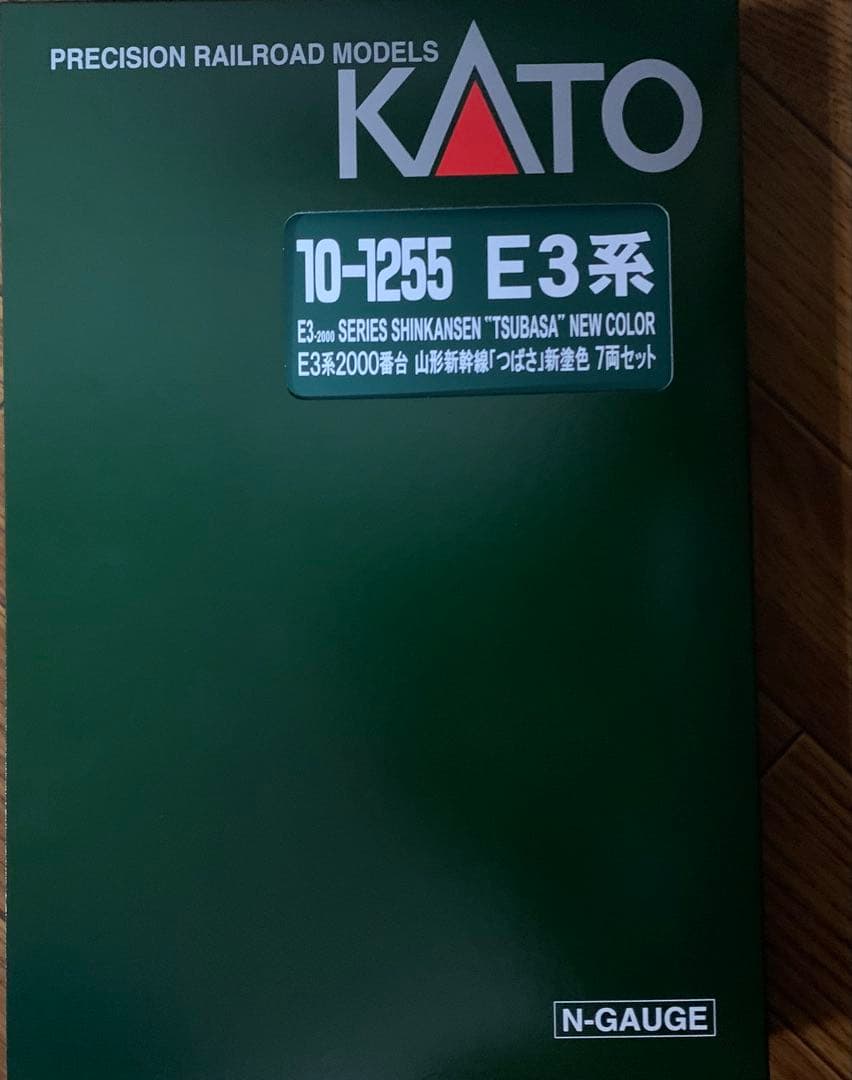 PRECISION RAILROAD MODELS
KATO
10-1255 E3系
E3-2000 SERIES SHINKANSEN "TSUBASA" NEW COLOR
E3系2000番台 山形新幹線「つばさ」新塗色 7両セット
N-GAUGE